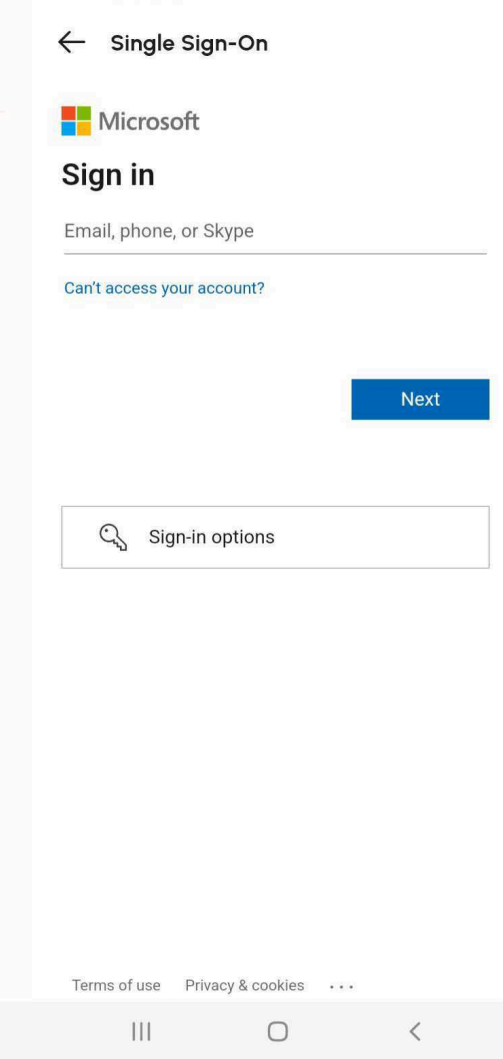 Single Sign-On
Microsoft
Sign in
Email, phone, or Skype
Can't access your account?
Next
Sign-in options
Terms of use Privacy & cookies ...